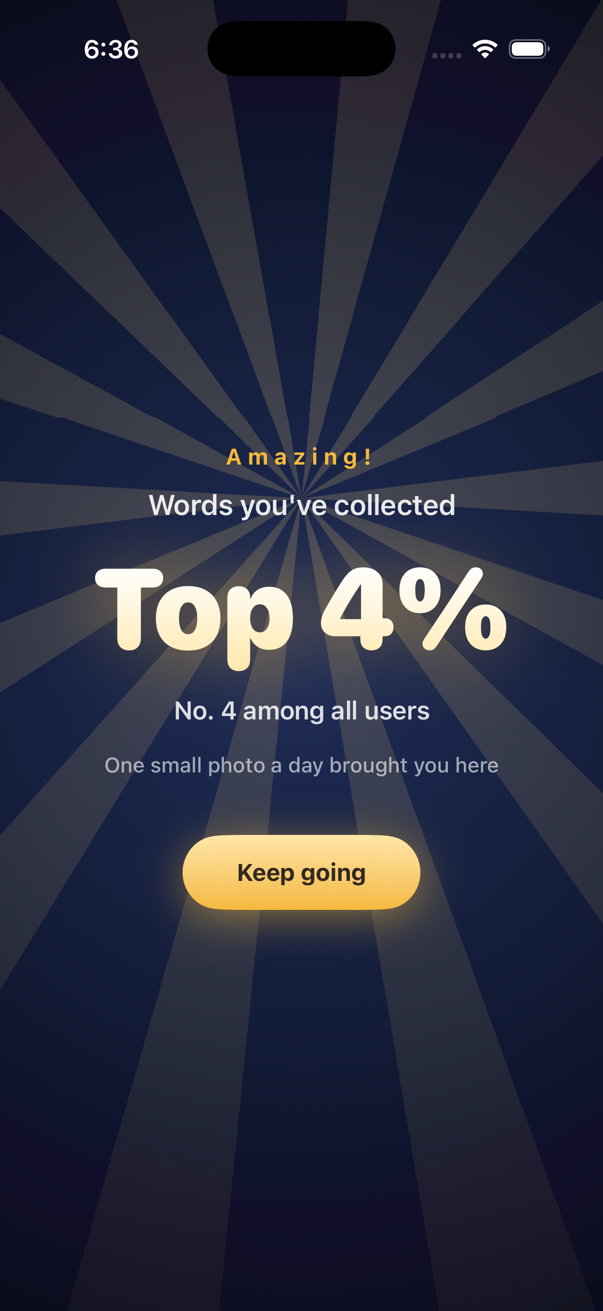 6:36
Amazing!
Words you've collected
Top 4%
No. 4 among all users
One small photo a day brought you here
Keep going